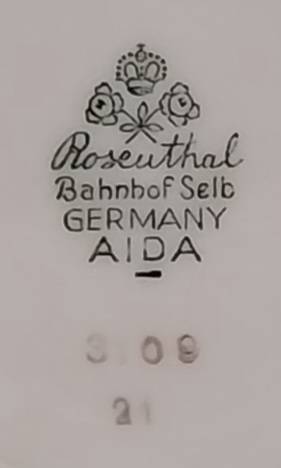 Rosenthal
Bahnhof Selb
GERMANY
AIDA
3109
21